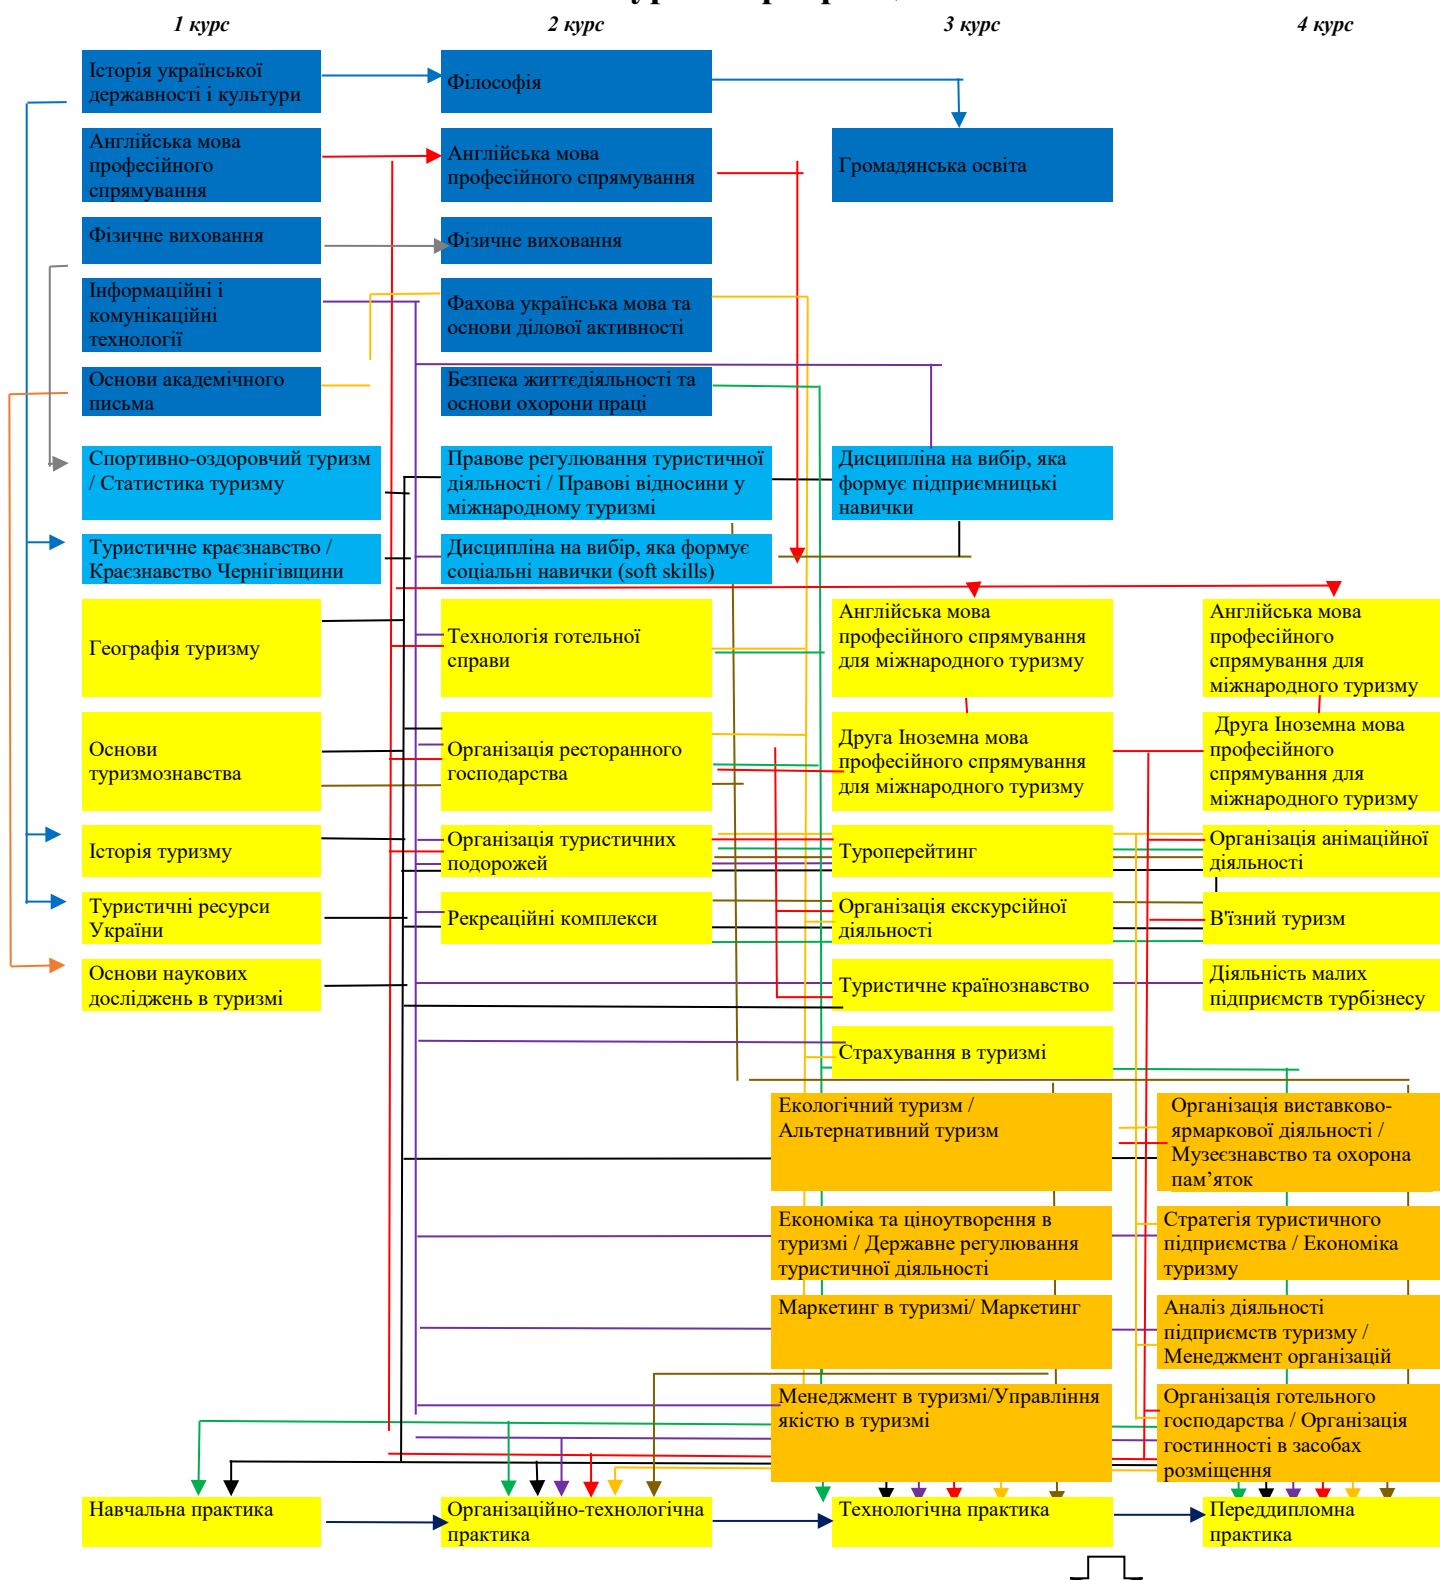 1 курс
2 курс
3 курс
4 курс
Історія української
державності і культури
Філософія
Англійська мова
професійного
спрямування
Англійська мова
професійного спрямування
Громадянська освіта
Фізичне виховання
Фізичне виховання
Інформаційні і
комунікаційні
технології
Фахова українська мова та
основи ділової активності
Основи академічного
письма
Безпека життєдіяльності та
основи охорони праці
Спортивно-оздоровчий туризм
/ Статистика туризму
Правове регулювання туристичної
діяльності / Правові відносини у
міжнародному туризмі
Дисципліна на вибір, яка
формує підприємницькі
навички
Туристичне краєзнавство /
Краєзнавство Чернігівщини
Дисципліна на вибір, яка формує
соціальні навички (soft skills)
Географія туризму
Технологія готельної
справи
Англійська мова
професійного спрямування
для міжнародного туризму
Англійська мова
професійного
спрямування для
міжнародного туризму
Основи
туризмознавства
Організація ресторанного
господарства
Друга Іноземна мова
професійного спрямування
для міжнародного туризму
Друга Іноземна мова
професійного
спрямування для
міжнародного туризму
Історія туризму
Організація туристичних
подорожей
Туроперейтинг
Організація анімаційної
діяльності
Туристичні ресурси
України
Рекреаційні комплекси
Організація екскурсійної
діяльності
В'їзний туризм
Основи наукових
досліджень в туризмі
Туристичне країнознавство
Діяльність малих
підприємств турбізнесу
Страхування в туризмі
Екологічний туризм /
Альтернативний туризм
Організація виставково-
ярмаркової діяльності /
Музеєзнавство та охорона
пам’яток
Економіка та ціноутворення в
туризмі / Державне регулювання
туристичної діяльності
Стратегія туристичного
підприємства / Економіка
туризму
Маркетинг в туризмі/ Маркетинг
Аналіз діяльності
підприємств туризму /
Менеджмент організацій
Менеджмент в туризмі/Управління
якістю в туризмі
Організація готельного
господарства / Організація
гостинності в засобах
розміщення
Навчальна практика
Організаційно-технологічна
практика
Технологічна практика
Переддипломна
практика